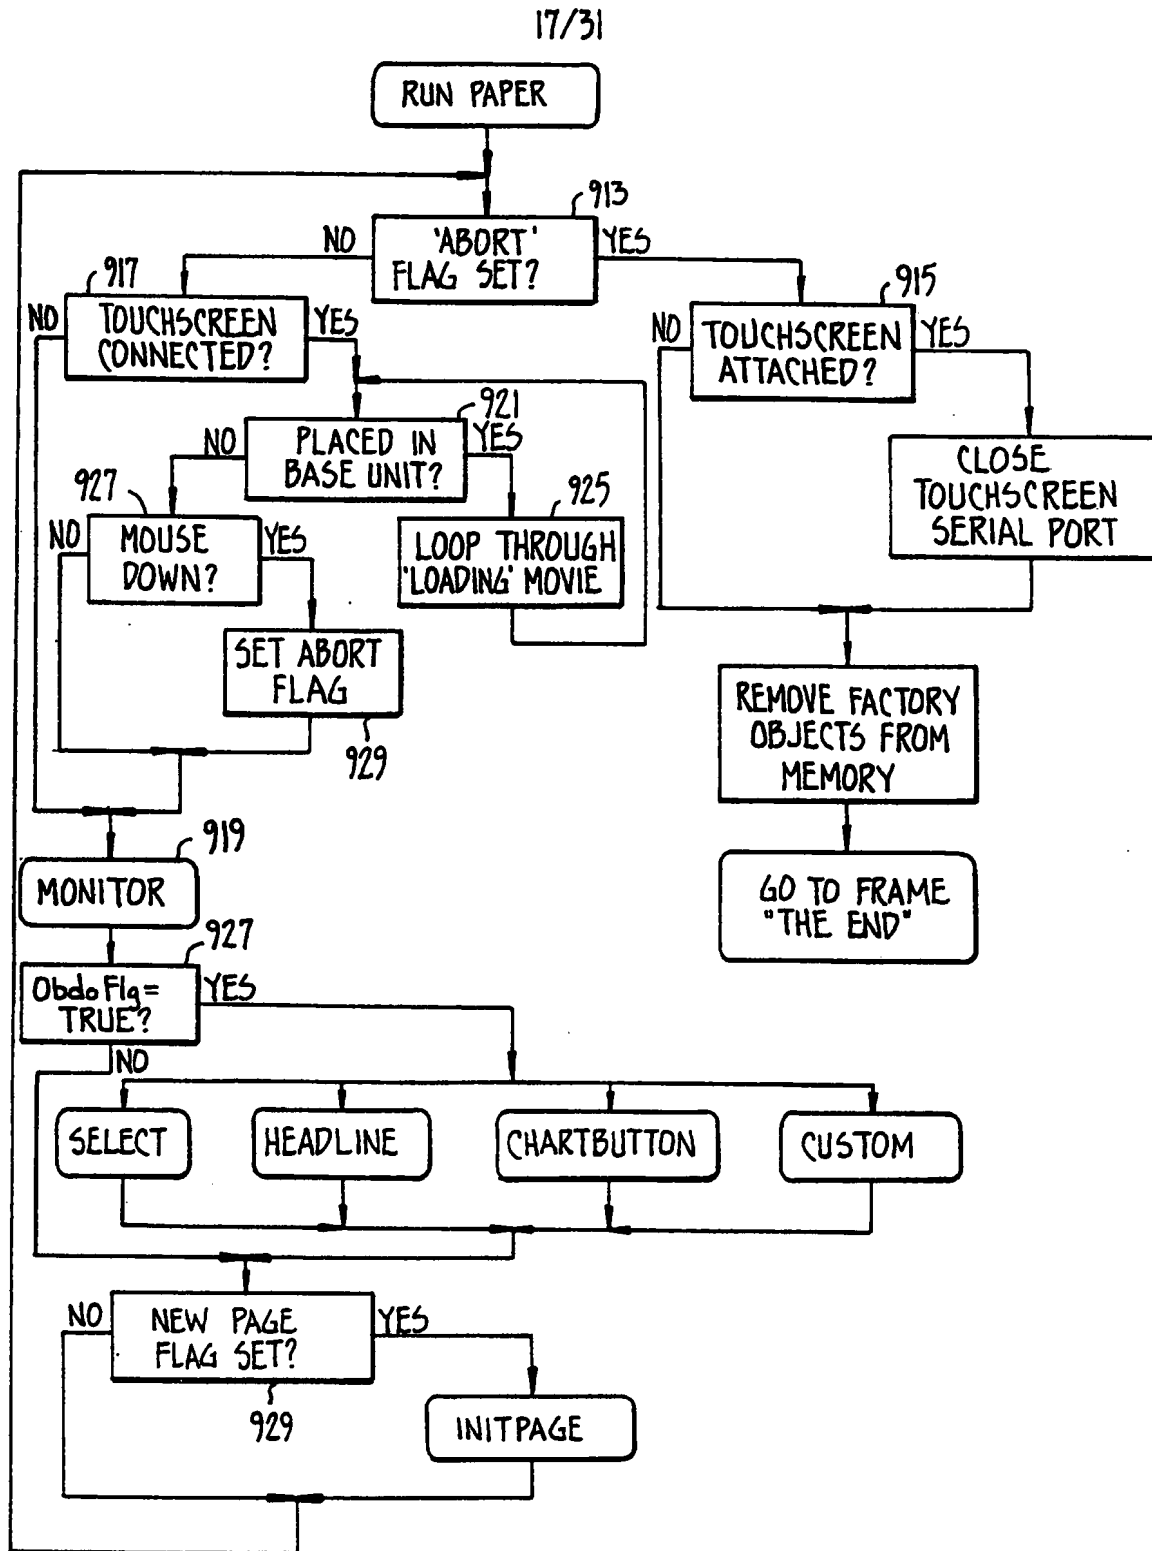 17/31
RUN PAPER
913
NO
'ABORT'
FLAG SET?
YES
917
NO
TOUCHSCREEN
CONNECTED?
YES
915
NO
TOUCHSCREEN
ATTACHED?
YES
921
NO
PLACED IN
BASE UNIT?
YES
CLOSE
TOUCHSCREEN
SERIAL PORT
927
NO
MOUSE
DOWN?
YES
925
LOOP THROUGH
'LOADING' MOVIE
SET ABORT
FLAG
929
REMOVE FACTORY
OBJECTS FROM
MEMORY
919
MONITOR
GO TO FRAME
"THE END"
927
ObdoFlg=
TRUE?
YES
NO
SELECT
HEADLINE
CHARTBUTTON
CUSTOM
NO
NEW PAGE
FLAG SET?
YES
929
INITPAGE